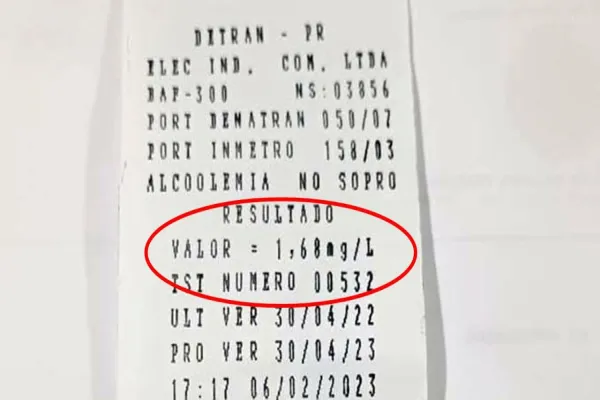 DETRAN - PR
ELEC IND. COM. LTDA
BAF-300 NS:03856
PORT DENATRAN 050/07
PORT INMETRO 158/03
ALCOOLEMIA NO SOPRO
RESULTADO
VALOR = 1,68mg/L
TST NUMERO 00532
ULT VER 30/04/22
PRO VER 30/04/23
17:17 06/02/2023